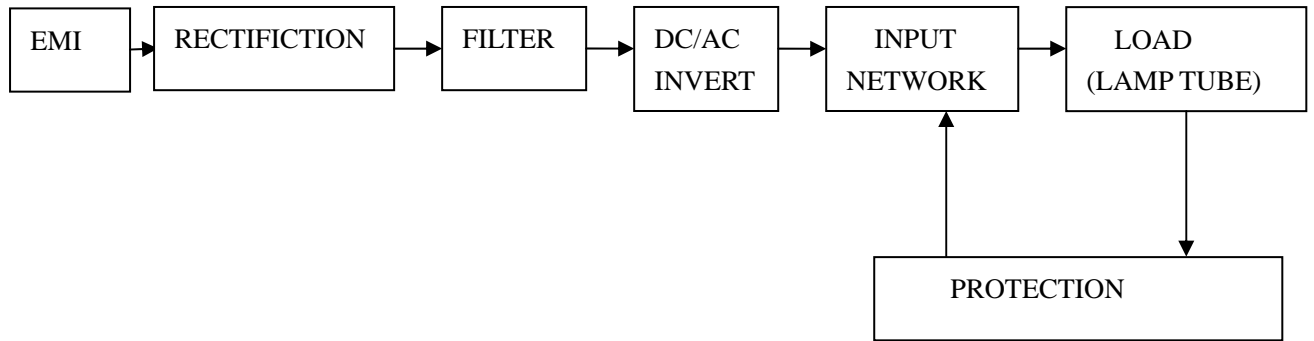 EMI
RECTIFICTION
FILTER
DC/AC
INVERT
INPUT
NETWORK
LOAD
(LAMP TUBE)
PROTECTION